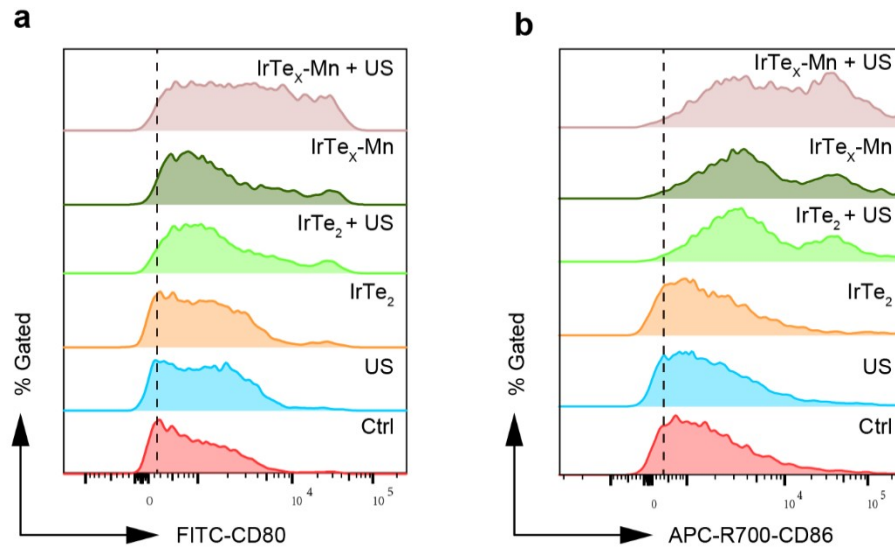 a
IrTeX-Mn + US
IrTeX-Mn
IrTe2 + US
IrTe2
US
Ctrl
% Gated
0 10^4 10^5
FITC-CD80
b
IrTeX-Mn + US
IrTeX-Mn
IrTe2 + US
IrTe2
US
Ctrl
% Gated
0 10^4 10^5
APC-R700-CD86